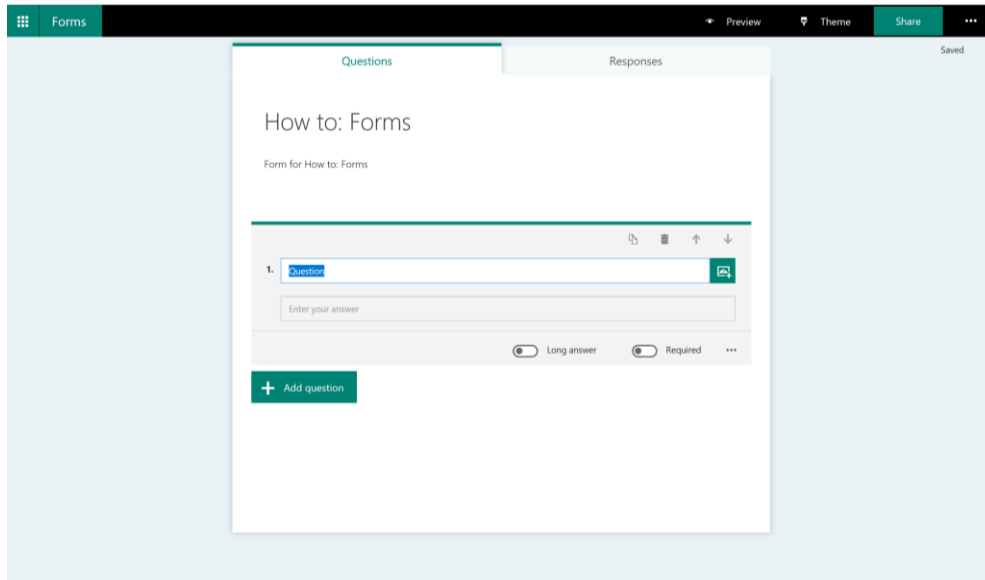 Forms
Preview
Theme
Share
Saved
Questions
Responses
How to: Forms
Form for How to: Forms
1. Question
Enter your answer
Long answer
Required
Add question